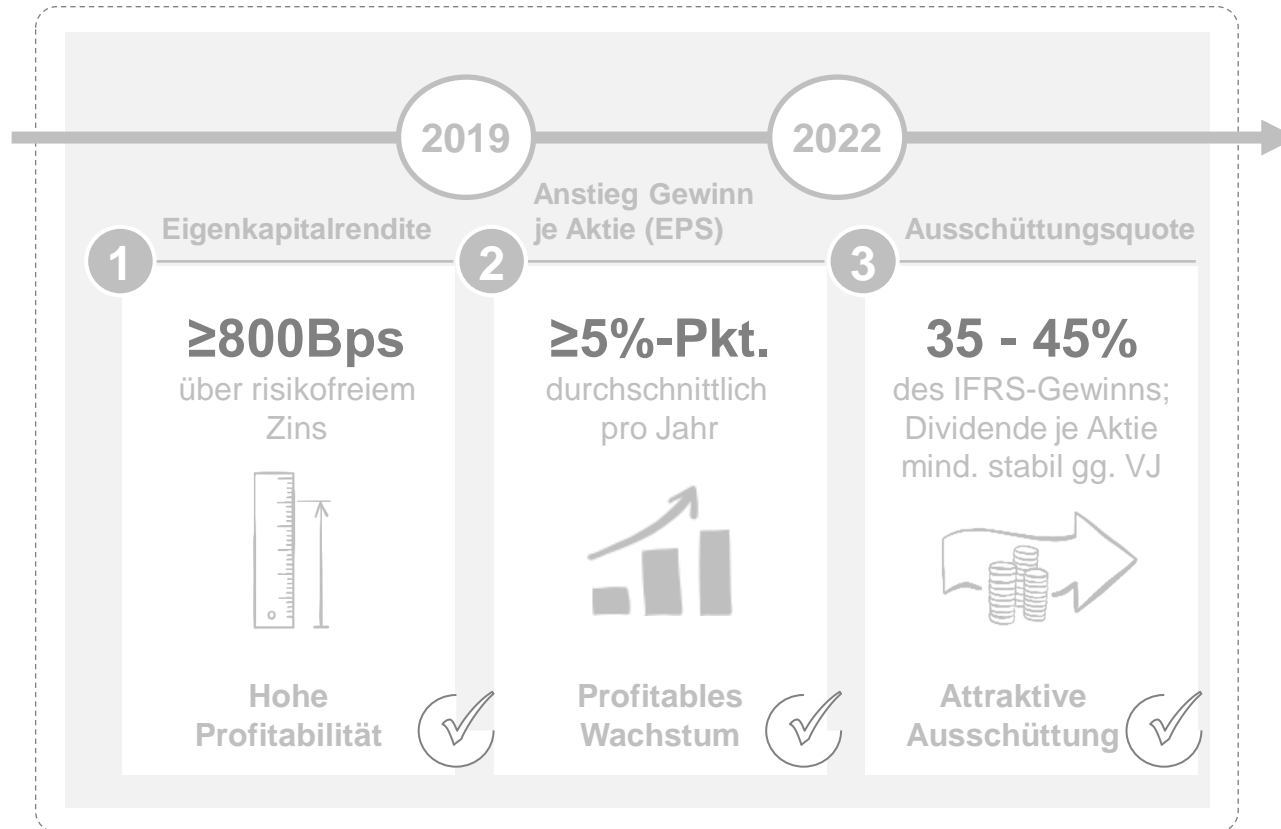 2019
2022
1
Eigenkapitalrendite
≥800Bps
über risikofreiem
Zins
Hohe
Profitabilität
2
Anstieg Gewinn
je Aktie (EPS)
≥5%-Pkt.
durchschnittlich
pro Jahr
Profitables
Wachstum
3
Ausschüttungsquote
35 - 45%
des IFRS-Gewinns;
Dividende je Aktie
mind. stabil gg. VJ
Attraktive
Ausschüttung